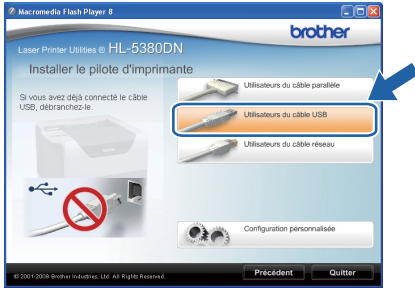 Macromedia Flash Player 8
brother
Laser Printer Utilities ® HL-5380DN
Installer le pilote d'imprimante
Si vous avez déjà connecté le câble
USB, débranchez-le.
Utilisateurs du câble parallèle
Utilisateurs du câble USB
Utilisateurs du câble réseau
Configuration personnalisée
© 2001-2008 Brother Industries, Ltd. All Rights Reserved.
Précédent
Quitter